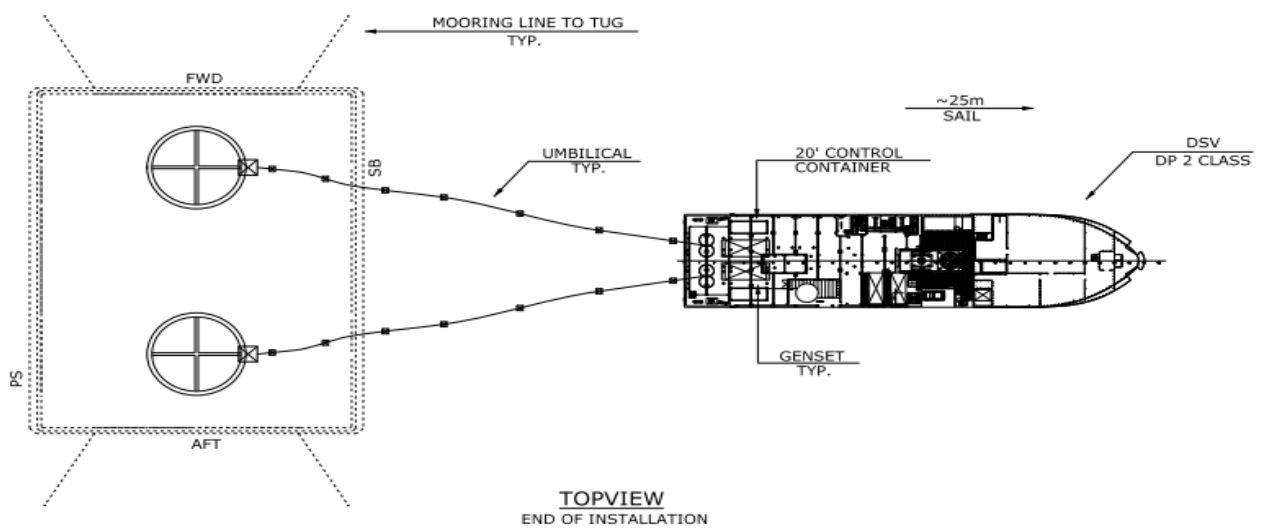 MOORING LINE TO TUG
TYP.
FWD
~25m
SAIL
DSV
DP 2 CLASS
UMBILICAL
TYP.
20' CONTROL
CONTAINER
SB
GENSET
TYP.
PS
AFT
TOPVIEW
END OF INSTALLATION